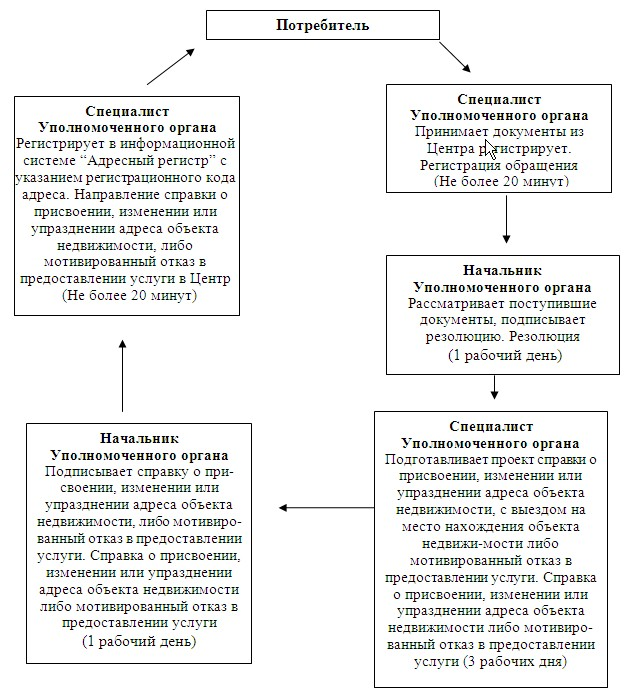 Потребитель
Специалист
Уполномоченного органа
Принимает документы из
Центра регистрирует.
Регистрация обращения
(Не более 20 минут)
Начальник
Уполномоченного органа
Рассматривает поступившие
документы, подписывает
резолюцию. Резолюция
(1 рабочий день)
Специалист
Уполномоченного органа
Подготавливает проект справки о
присвоении, изменении или
упразднении адреса объекта
недвижимости, с выездом на
место нахождения объекта
недвижи-мости либо
мотивированный отказ в
предоставлении услуги. Справка
о присвоении, изменении или
упразднении адреса объекта
недвижимости либо мотивиро-
ванный отказ в предоставлении
услуги (3 рабочих дня)
Начальник
Уполномоченного органа
Подписывает справку о при-
своении, изменении или
упразднении адреса объекта
недвижимости, либо мотивиро-
ванный отказ в предоставлении
услуги. Справка о присвоении,
изменении или упразднении
адреса объекта недвижимости
либо мотивированный отказ в
предоставлении услуги
(1 рабочий день)
Специалист
Уполномоченного органа
Регистрирует в информационной
системе “Адресный регистр” с
указанием регистрационного кода
адреса. Направление справки о
присвоении, изменении или
упразднении адреса объекта
недвижимости, либо
мотивированный отказ в
предоставлении услуги в Центр
(Не более 20 минут)